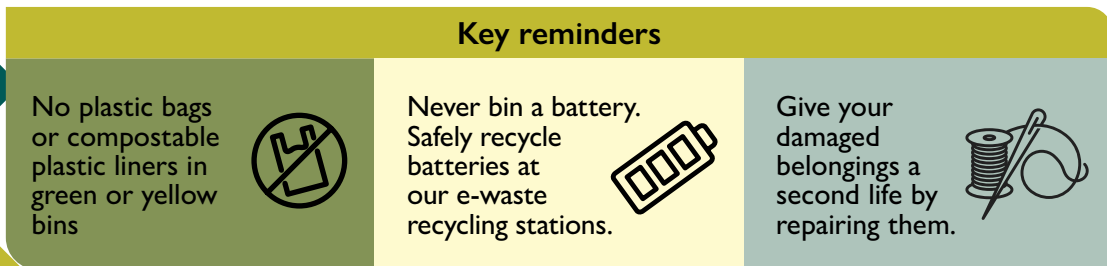 Key reminders
No plastic bags
or compostable
plastic liners in
green or yellow
bins
Never bin a battery.
Safely recycle
batteries at
our e-waste
recycling stations.
Give your
damaged
belongings a
second life by
repairing them.